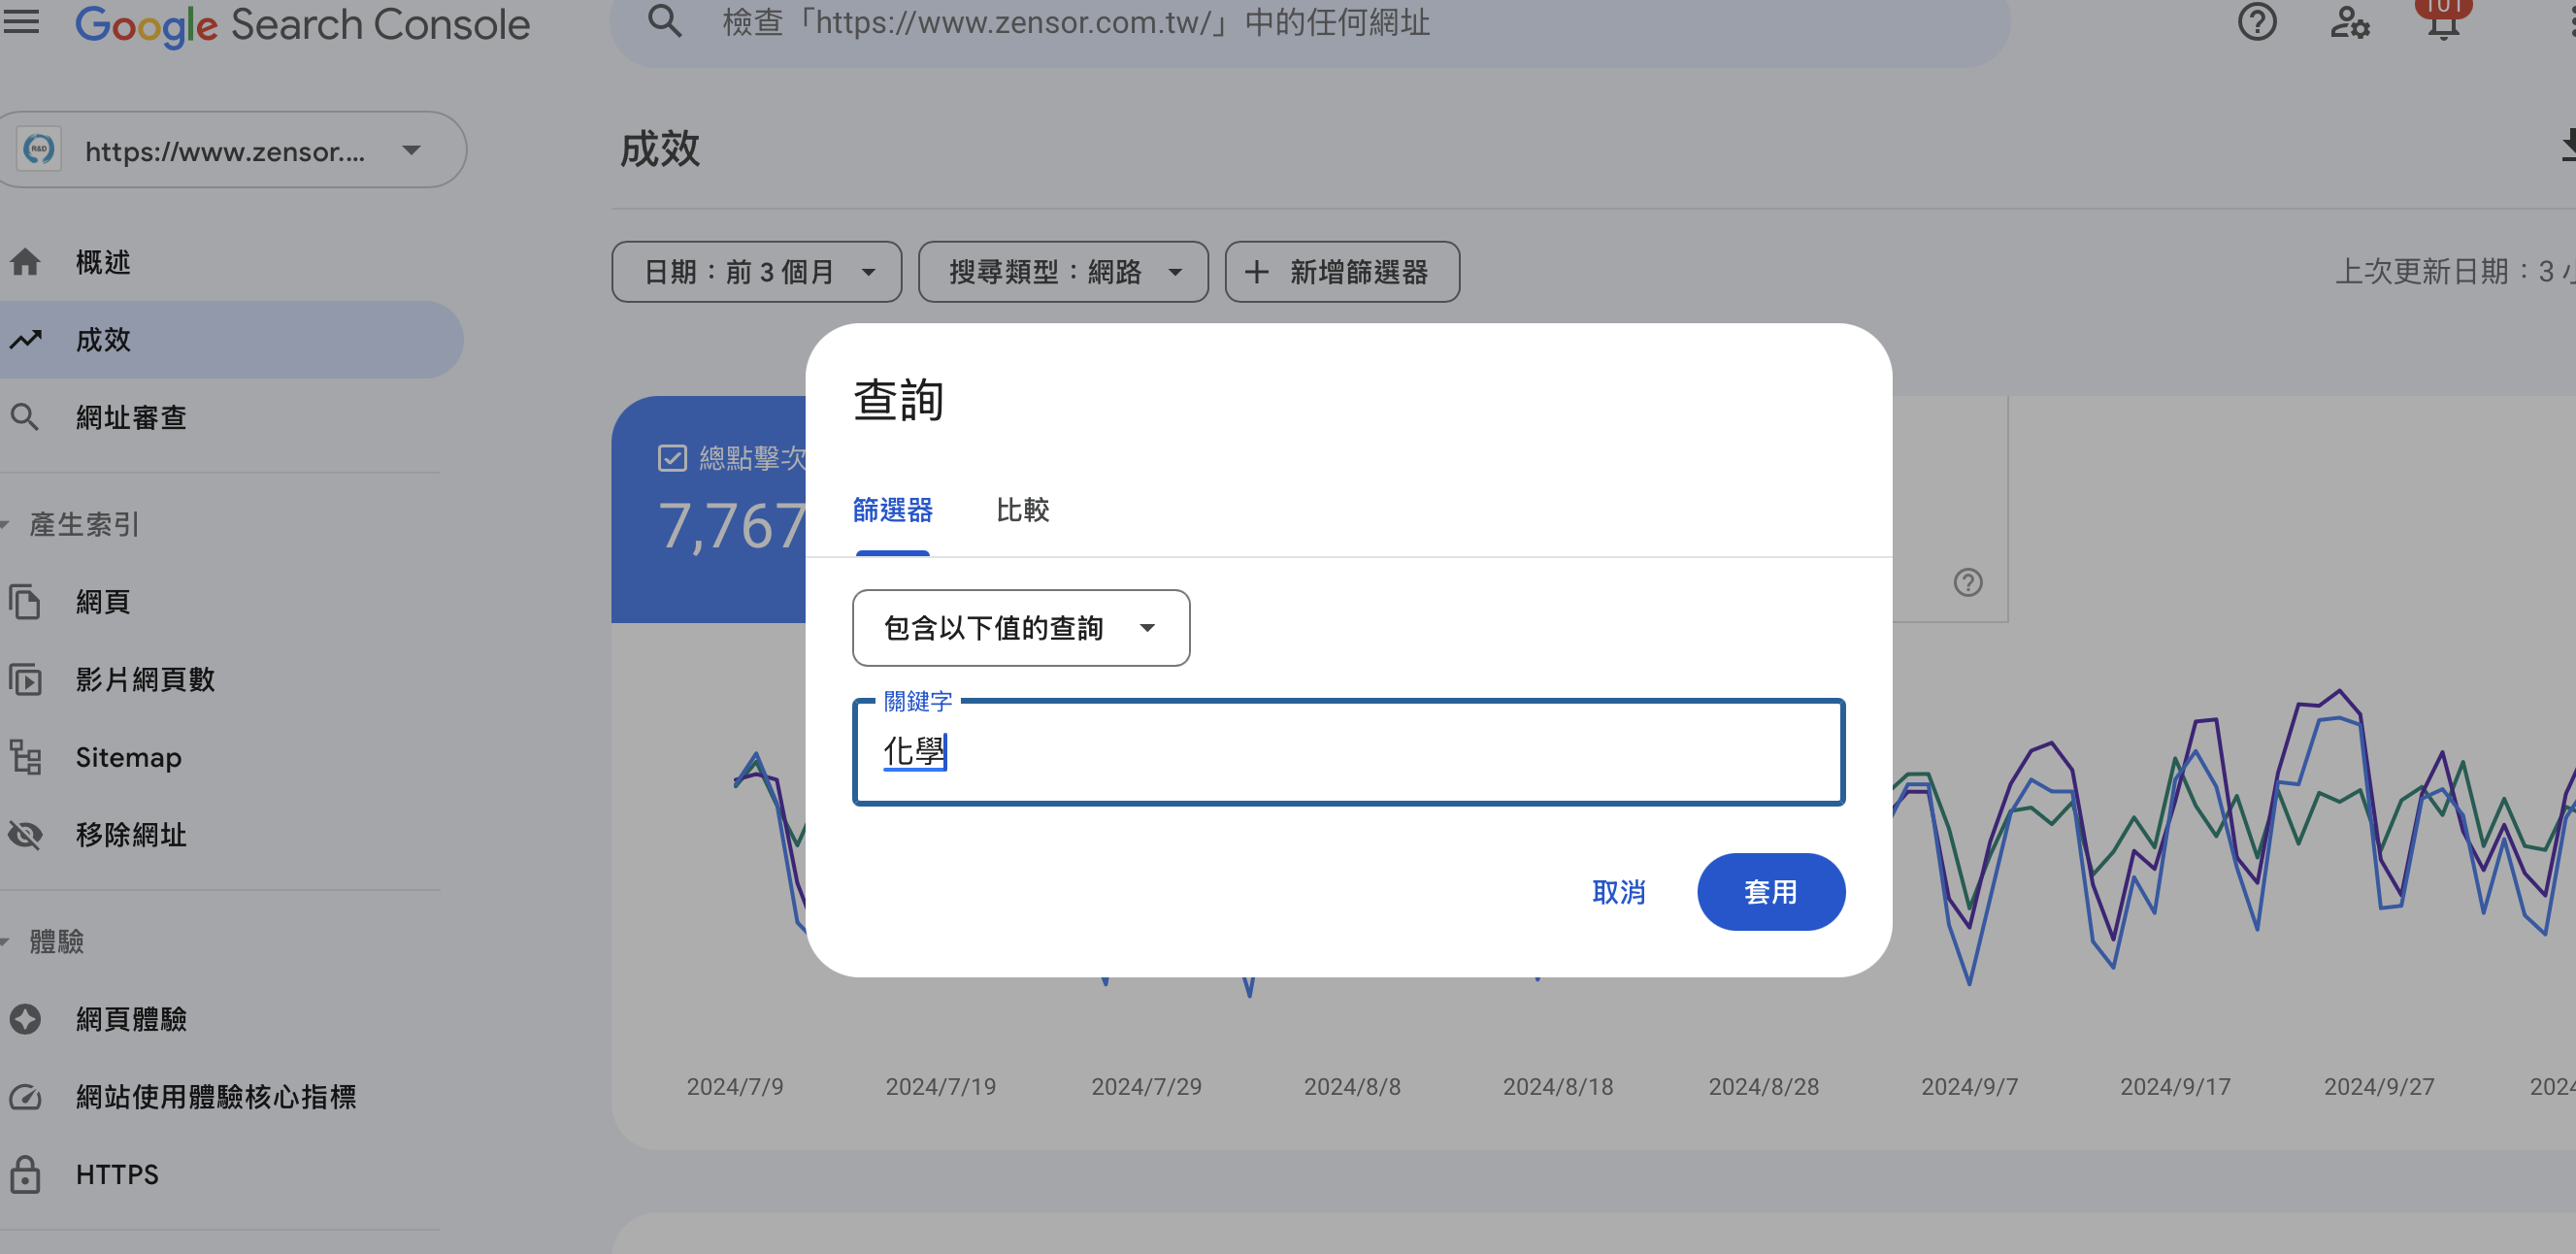 Google Search Console
檢查「https://www.zensor.com.tw/」中的任何網址
101
https://www.zensor....
成效
概述
成效
網址審查
產生索引
網頁
影片網頁數
Sitemap
移除網址
體驗
網頁體驗
網站使用體驗核心指標
HTTPS
日期：前 3 個月
搜尋類型：網路
新增篩選器
上次更新日期：3
總點擊次
7,767
查詢
篩選器
比較
包含以下值的查詢
關鍵字
化學
取消
套用
2024/7/9
2024/7/19
2024/7/29
2024/8/8
2024/8/18
2024/8/28
2024/9/7
2024/9/17
2024/9/27